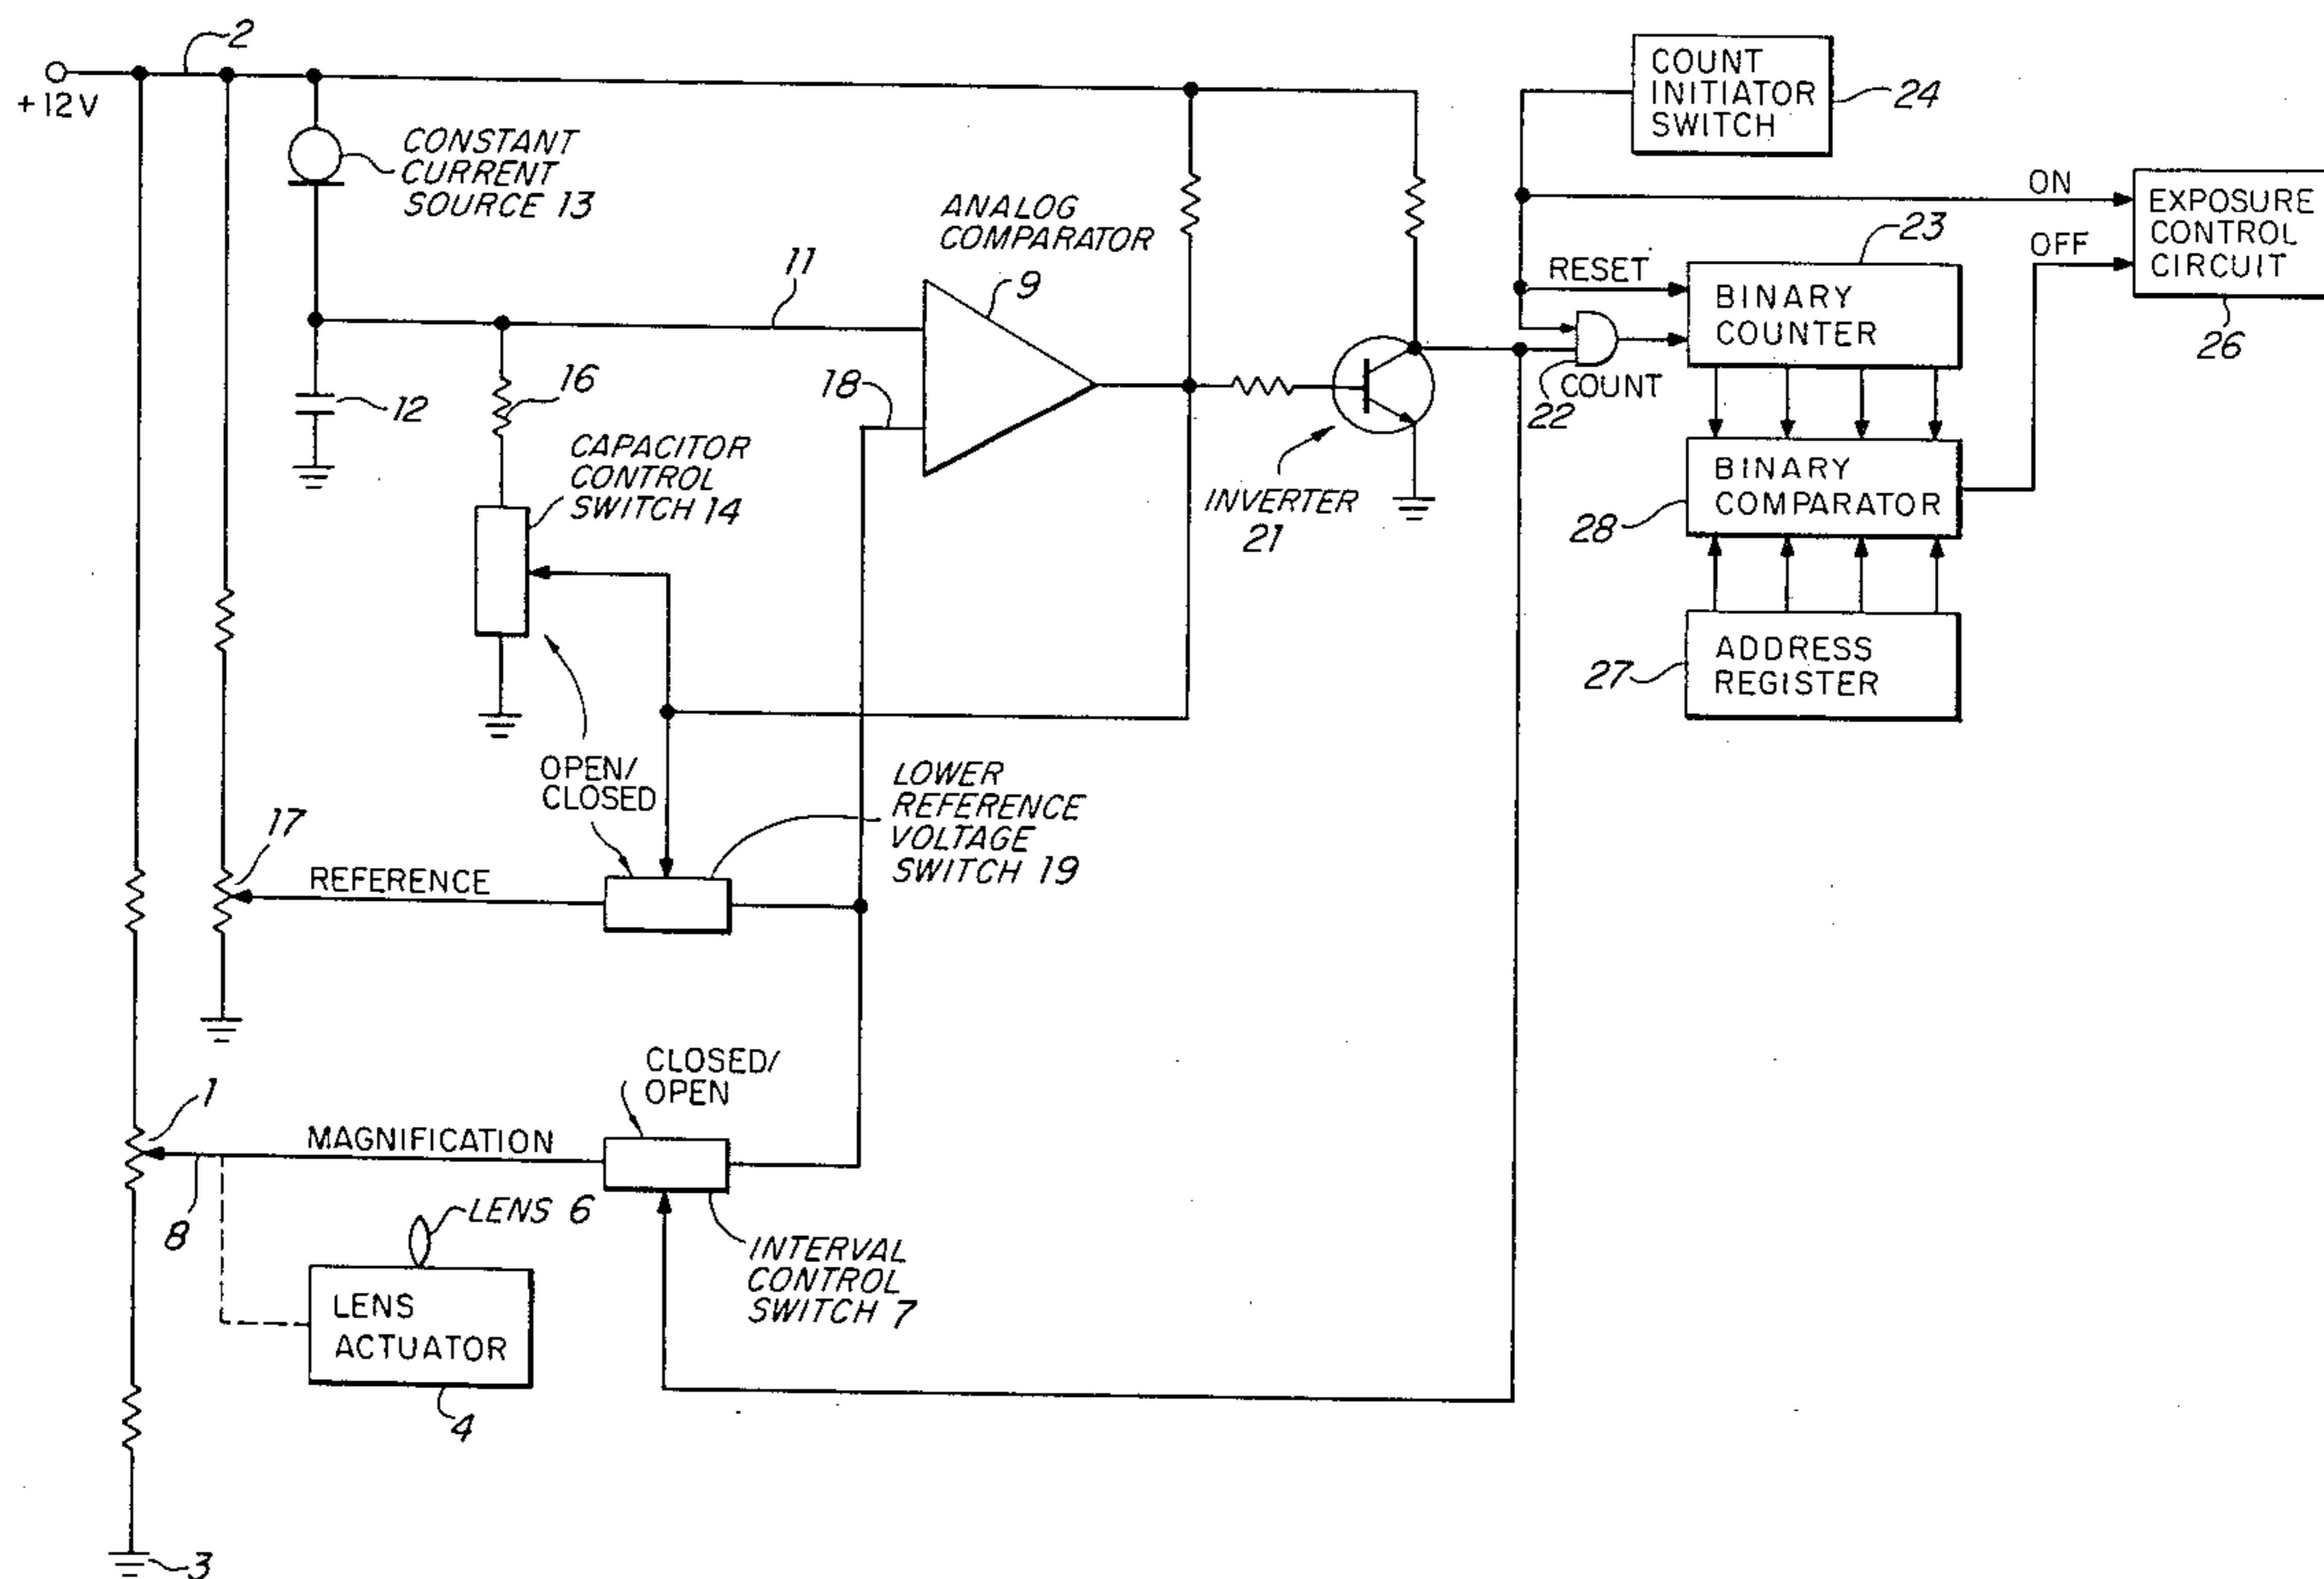 2
+12V
CONSTANT
CURRENT
SOURCE 13
COUNT
INITIATOR
SWITCH
24
ANALOG
COMPARATOR
9
11
ON
OFF
EXPOSURE
CONTROL
CIRCUIT
26
23
RESET
BINARY
COUNTER
COUNT
22
12
16
18
CAPACITOR
CONTROL
SWITCH 14
INVERTER
21
BINARY
COMPARATOR
28
ADDRESS
REGISTER
27
OPEN/
CLOSED
LOWER
REFERENCE
VOLTAGE
SWITCH 19
17
REFERENCE
CLOSED/
OPEN
1
MAGNIFICATION
8
LENS 6
INTERVAL
CONTROL
SWITCH 7
LENS
ACTUATOR
4
3